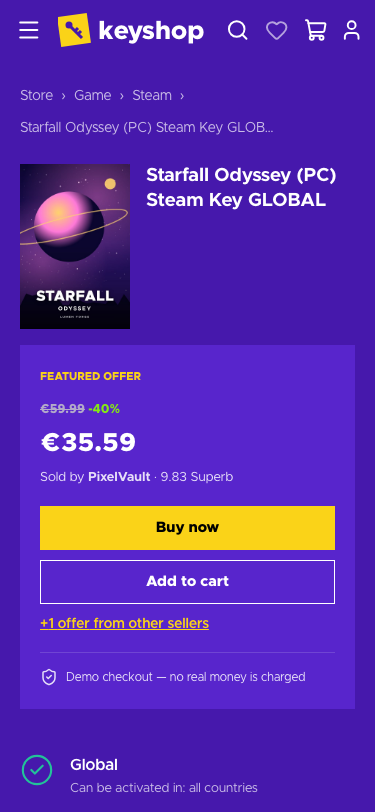 keyshop
Store › Game › Steam ›
Starfall Odyssey (PC) Steam Key GLOB...
Starfall Odyssey (PC)
Steam Key GLOBAL
STARFALL
ODYSSEY
FEATURED OFFER
€59.99 -40%
€35.59
Sold by PixelVault · 9.83 Superb
Buy now
Add to cart
+1 offer from other sellers
Demo checkout — no real money is charged
Global
Can be activated in: all countries